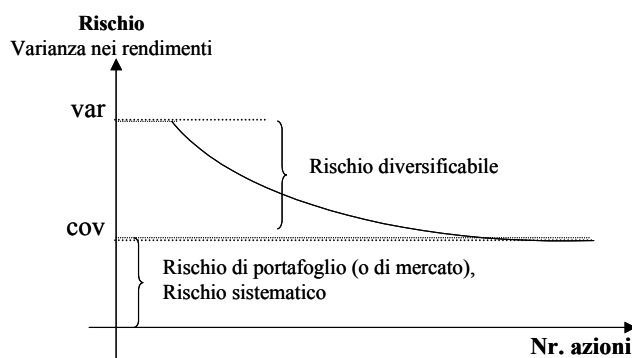 Rischio
Varianza nei rendimenti
var
Rischio diversificabile
cov
Rischio di portafoglio (o di mercato),
Rischio sistematico
Nr. azioni